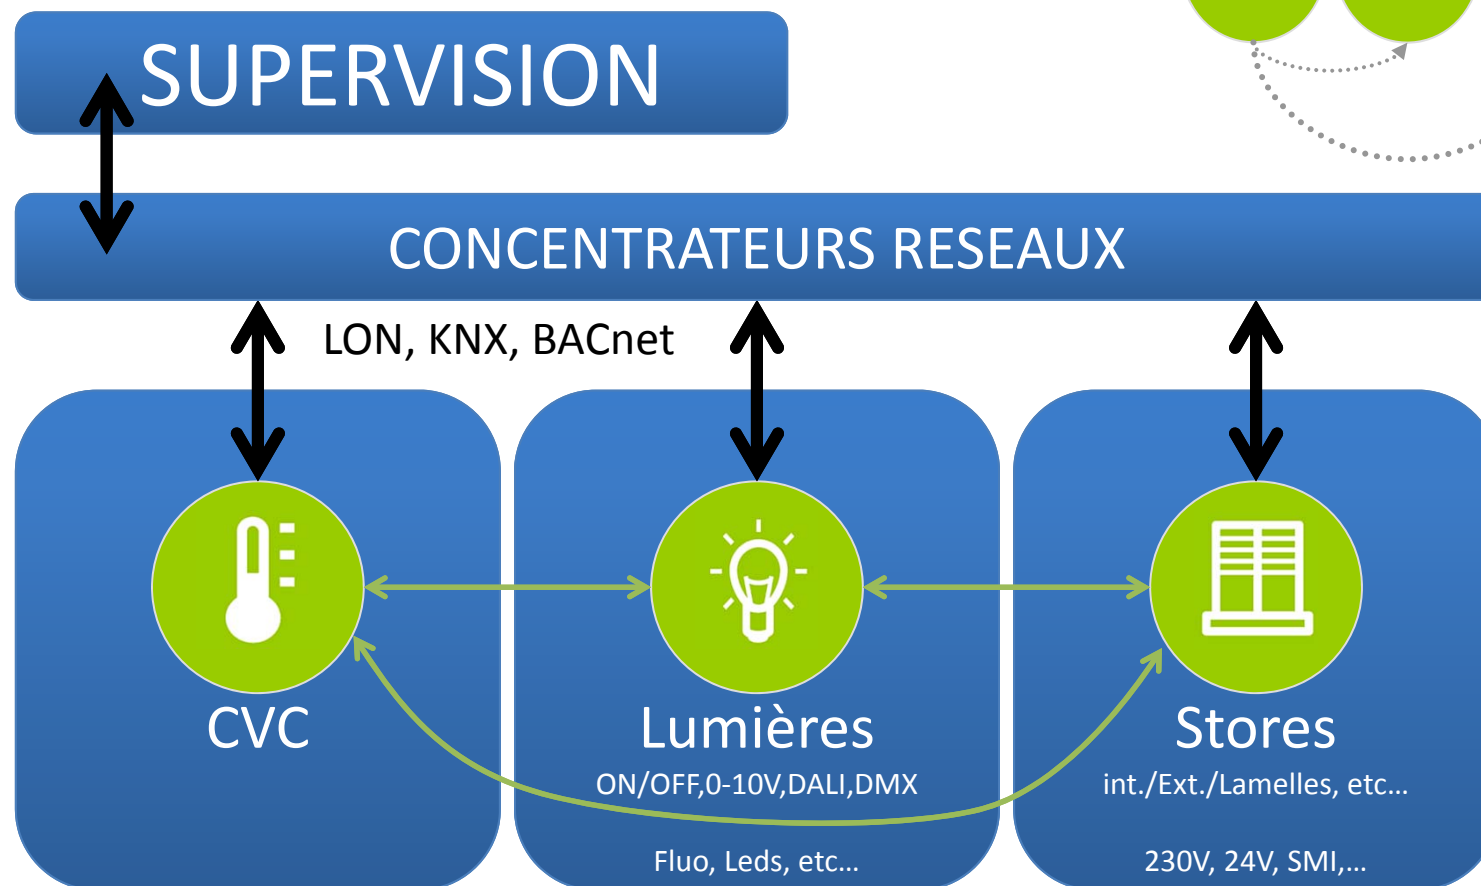 SUPERVISION
CONCENTRATEURS RESEAUX
LON, KNX, BACnet
CVC
Lumières
ON/OFF,0-10V,DALI,DMX
Fluo, Leds, etc…
Stores
int./Ext./Lamelles, etc…
230V, 24V, SMI,…